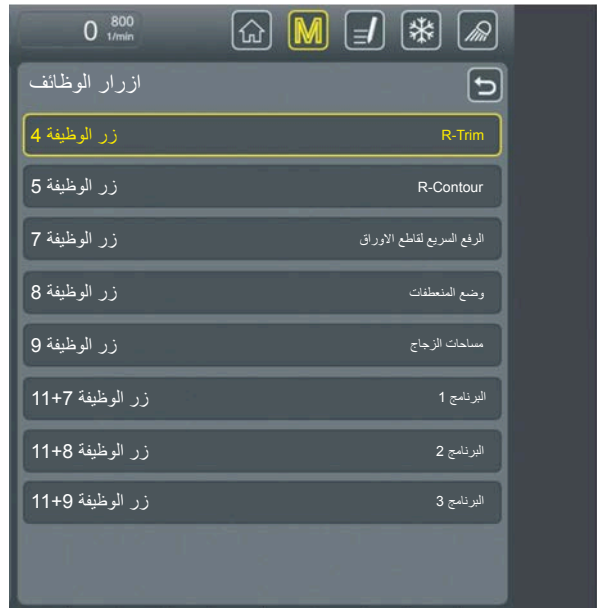 0 800
1/min
M
ازرار الوظائف
زر الوظيفة 4 R-Trim
زر الوظيفة 5 R-Contour
زر الوظيفة 7 الرفع السريع لقاطع الاوراق
زر الوظيفة 8 وضع المنعطفات
زر الوظيفة 9 مساحات الزجاج
زر الوظيفة 7+11 البرنامج 1
زر الوظيفة 8+11 البرنامج 2
زر الوظيفة 9+11 البرنامج 3